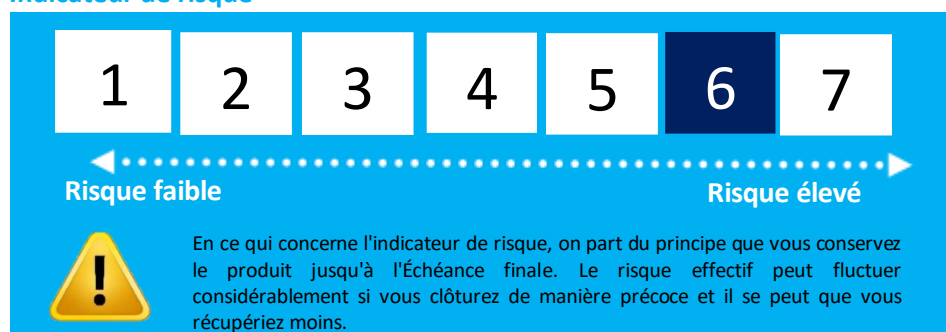 Indicateur de risque
1 2 3 4 5 6 7
Risque faible Risque élevé
En ce qui concerne l'indicateur de risque, on part du principe que vous conservez
le produit jusqu'à l'Échéance finale. Le risque effectif peut fluctuer
considérablement si vous clôturez de manière précoce et il se peut que vous
récupériez moins.